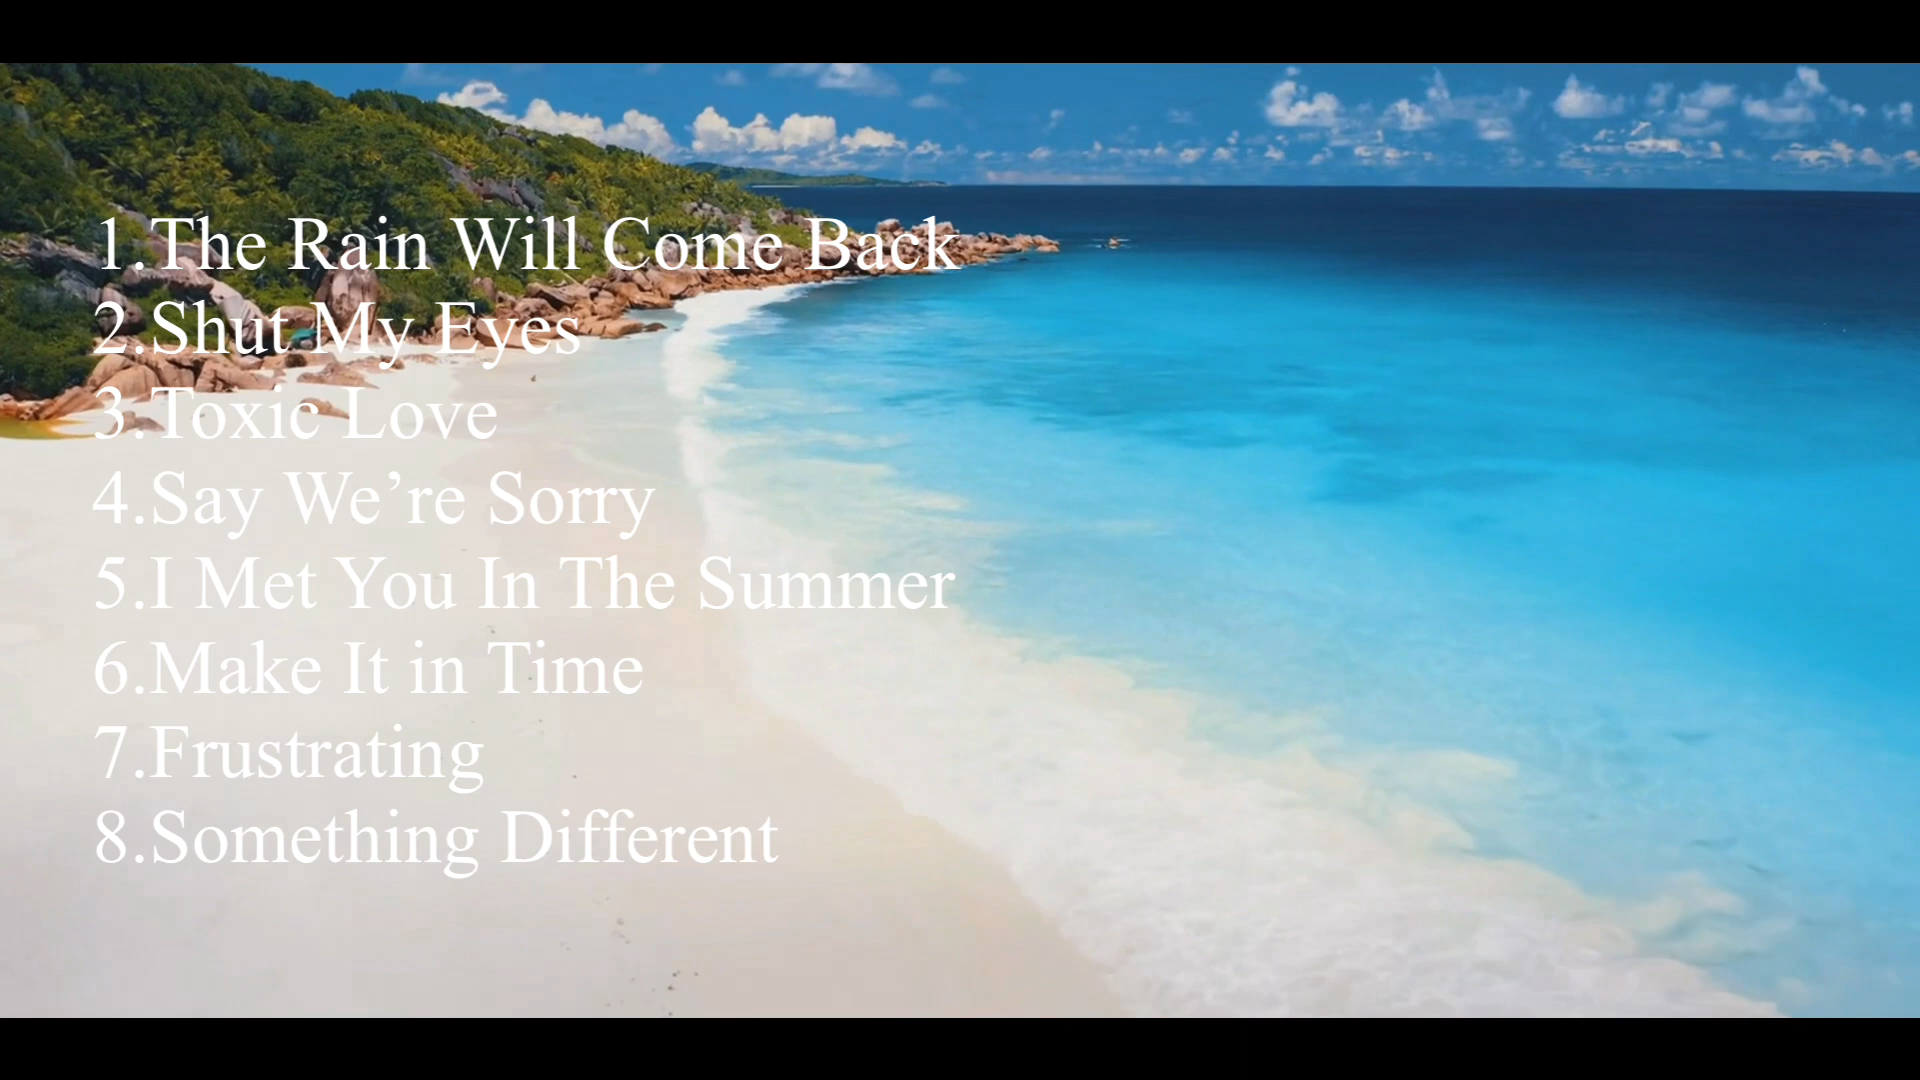 1.The Rain Will Come Back
2.Shut My Eyes
3.Toxic Love
4.Say We’re Sorry
5.I Met You In The Summer
6.Make It in Time
7.Frustrating
8.Something Different